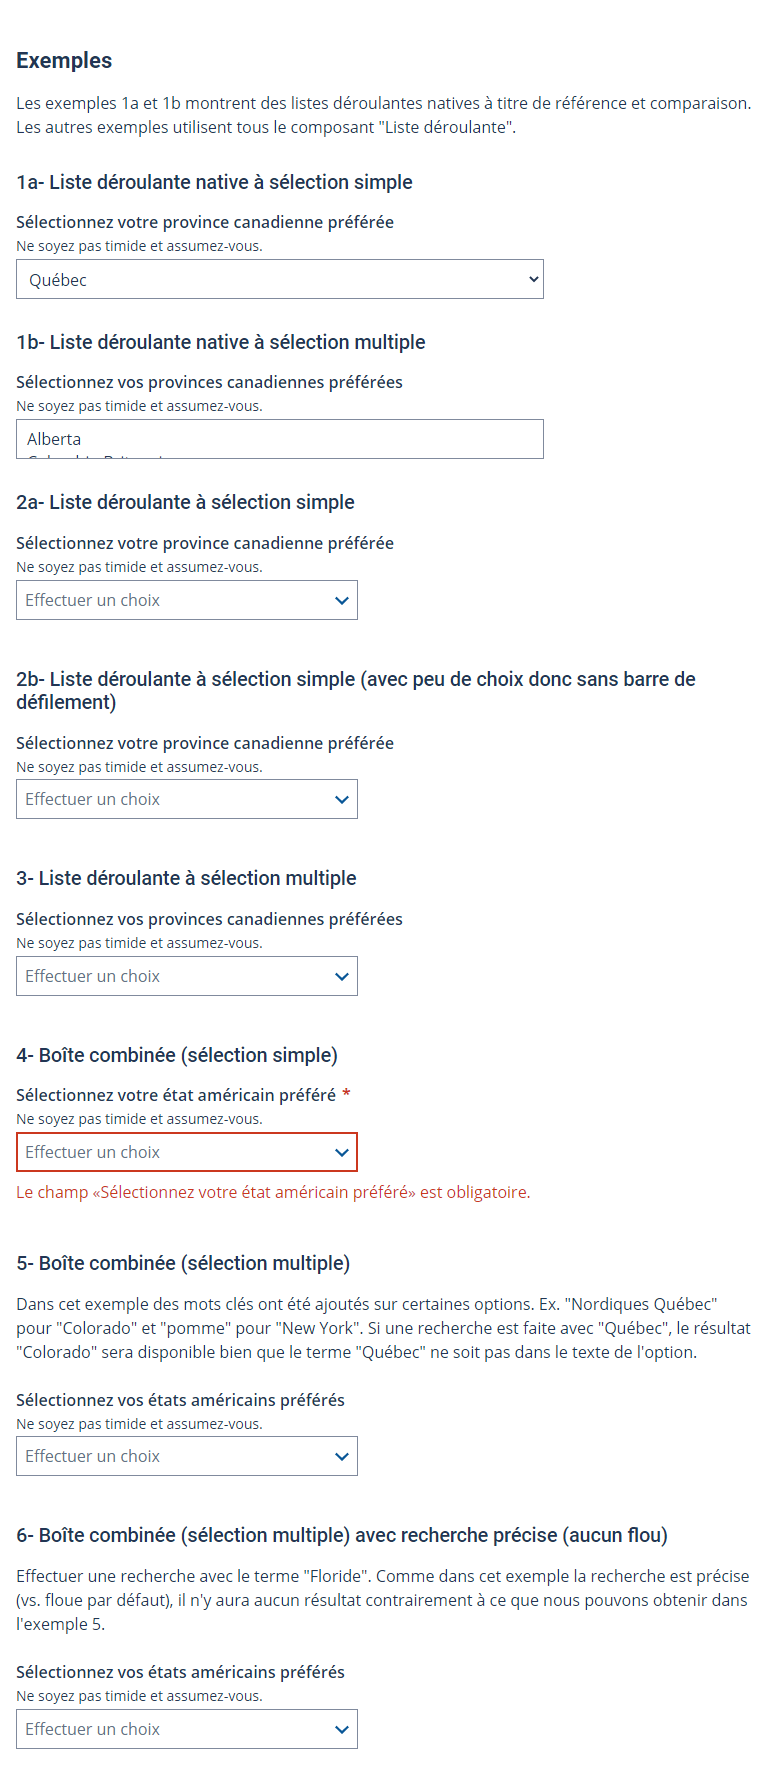 Exemples
Les exemples 1a et 1b montrent des listes déroulantes natives à titre de référence et comparaison.
Les autres exemples utilisent tous le composant "Liste déroulante".
1a- Liste déroulante native à sélection simple
Sélectionnez votre province canadienne préférée
Ne soyez pas timide et assumez-vous.
Québec
1b- Liste déroulante native à sélection multiple
Sélectionnez vos provinces canadiennes préférées
Ne soyez pas timide et assumez-vous.
Alberta
2a- Liste déroulante à sélection simple
Sélectionnez votre province canadienne préférée
Ne soyez pas timide et assumez-vous.
Effectuer un choix
2b- Liste déroulante à sélection simple (avec peu de choix donc sans barre de
défilement)
Sélectionnez votre province canadienne préférée
Ne soyez pas timide et assumez-vous.
Effectuer un choix
3- Liste déroulante à sélection multiple
Sélectionnez vos provinces canadiennes préférées
Ne soyez pas timide et assumez-vous.
Effectuer un choix
4- Boîte combinée (sélection simple)
Sélectionnez votre état américain préféré *
Ne soyez pas timide et assumez-vous.
Effectuer un choix
Le champ «Sélectionnez votre état américain préféré» est obligatoire.
5- Boîte combinée (sélection multiple)
Dans cet exemple des mots clés ont été ajoutés sur certaines options. Ex. "Nordiques Québec"
pour "Colorado" et "pomme" pour "New York". Si une recherche est faite avec "Québec", le résultat
"Colorado" sera disponible bien que le terme "Québec" ne soit pas dans le texte de l'option.
Sélectionnez vos états américains préférés
Ne soyez pas timide et assumez-vous.
Effectuer un choix
6- Boîte combinée (sélection multiple) avec recherche précise (aucun flou)
Effectuer une recherche avec le terme "Floride". Comme dans cet exemple la recherche est précise
(vs. floue par défaut), il n'y aura aucun résultat contrairement à ce que nous pouvons obtenir dans
l'exemple 5.
Sélectionnez vos états américains préférés
Ne soyez pas timide et assumez-vous.
Effectuer un choix